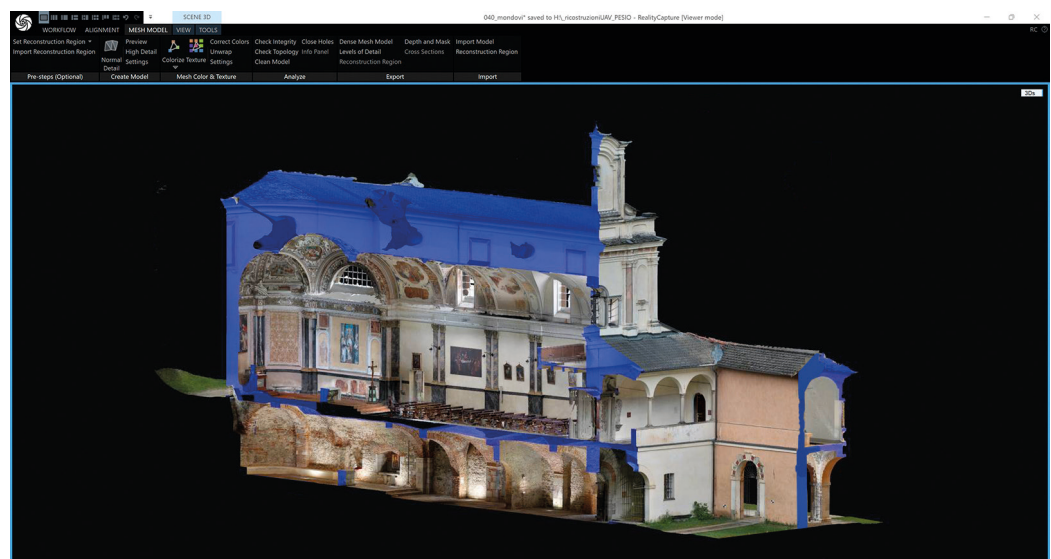 SCENE 3D
040_mondovi* saved to H:\_ricostruzioni\UAV_PESIO - RealityCapture [Viewer mode]
WORKFLOW ALIGNMENT MESH MODEL VIEW TOOLS
RC
Set Reconstruction Region
Import Reconstruction Region
Pre-steps (Optional)
Normal Detail
Preview
High Detail
Settings
Create Model
Colorize
Texture
Correct Colors
Unwrap
Settings
Mesh Color & Texture
Check Integrity
Close Holes
Check Topology
Info Panel
Clean Model
Analyze
Dense Mesh Model
Depth and Mask
Levels of Detail
Cross Sections
Reconstruction Region
Export
Import Model
Reconstruction Region
Import
3Ds